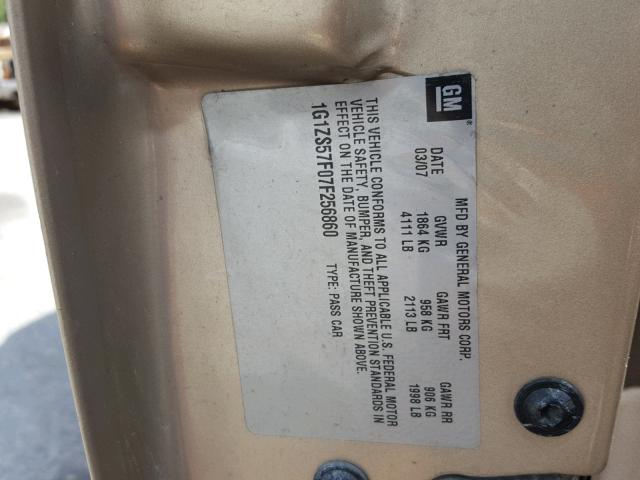 GM®
MFD BY GENERAL MOTORS CORP.
DATE GVWR GAWR FRT GAWR RR
03/07 1864 KG 958 KG 906 KG
4111 LB 2113 LB 1998 LB
THIS VEHICLE CONFORMS TO ALL APPLICABLE U.S. FEDERAL MOTOR
VEHICLE SAFETY, BUMPER, AND THEFT PREVENTION STANDARDS IN
EFFECT ON THE DATE OF MANUFACTURE SHOWN ABOVE.
1G1ZS57F07F256860 TYPE: PASS CAR